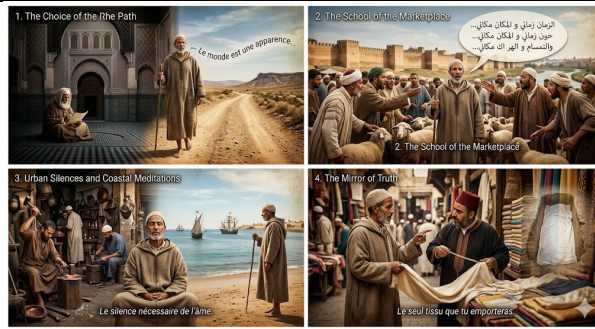 1. The Choice of the Rhe Path
Le monde est une apparence...
2. The School of the Marketplace
الزمان زماني و المكان مكاني...
حون زماني و المكان مكاني...
والتمسام و الهر اك مكاني...
2. The School of the Marketplace
3. Urban Silences and Coastal Meditations
Le silence nécessaire de l'âme.
4. The Mirror of Truth
Le seul tissu que tu emporteras.